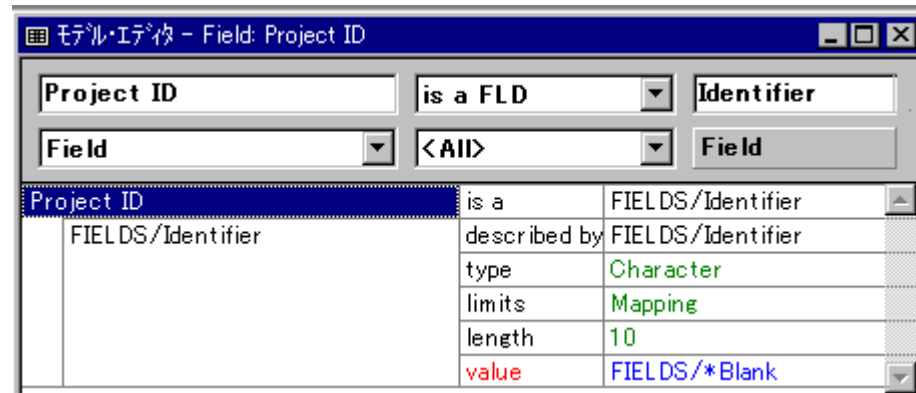 モデル・エディタ - Field: Project ID
Project ID is a FLD Identifier
Field <All> Field
Project ID is a FIELDS/Identifier
FIELDS/Identifier described by FIELDS/Identifier
type Character
limits Mapping
length 10
value FIELDS/*Blank